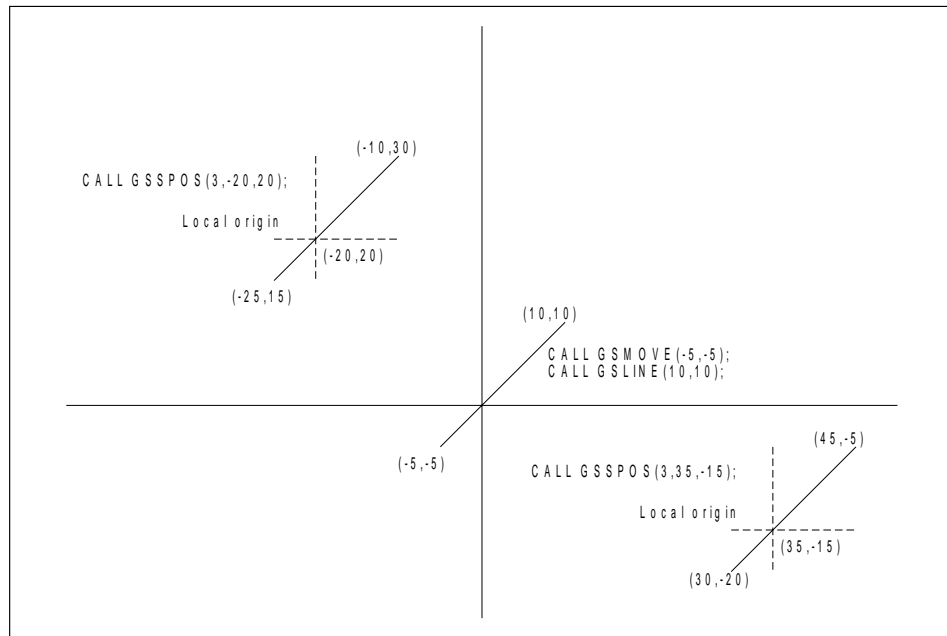 (-10,30)
CALL GSSPOS(3,-20,20);
Local origin
(-20,20)
(-25,15)
(10,10)
CALL GSMOVE(-5,-5);
CALL GSLINE(10,10);
(-5,-5)
(45,-5)
CALL GSSPOS(3,35,-15);
Local origin
(35,-15)
(30,-20)